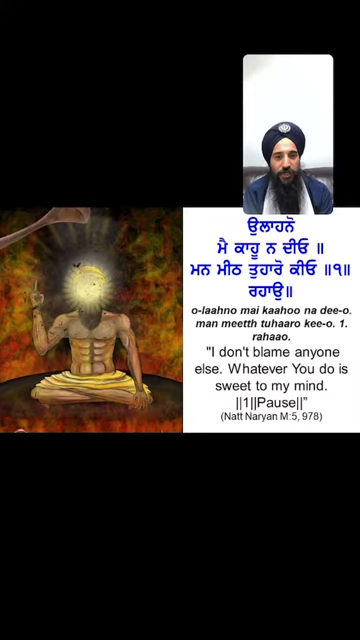 ਉਲਾਹਨੋ
ਮੈ ਕਾਹੂ ਨ ਦੀਓ ॥
ਮਨ ਮੀਠ ਤੁਹਾਰੋ ਕੀਓ ॥੧॥
ਰਹਾਉ॥
o-laahno mai kaahoo na dee-o.
man meetth tuhaaro kee-o. 1.
rahaao.
"I don't blame anyone
else. Whatever You do is
sweet to my mind.
||1||Pause||”
(Natt Naryan M:5, 978)